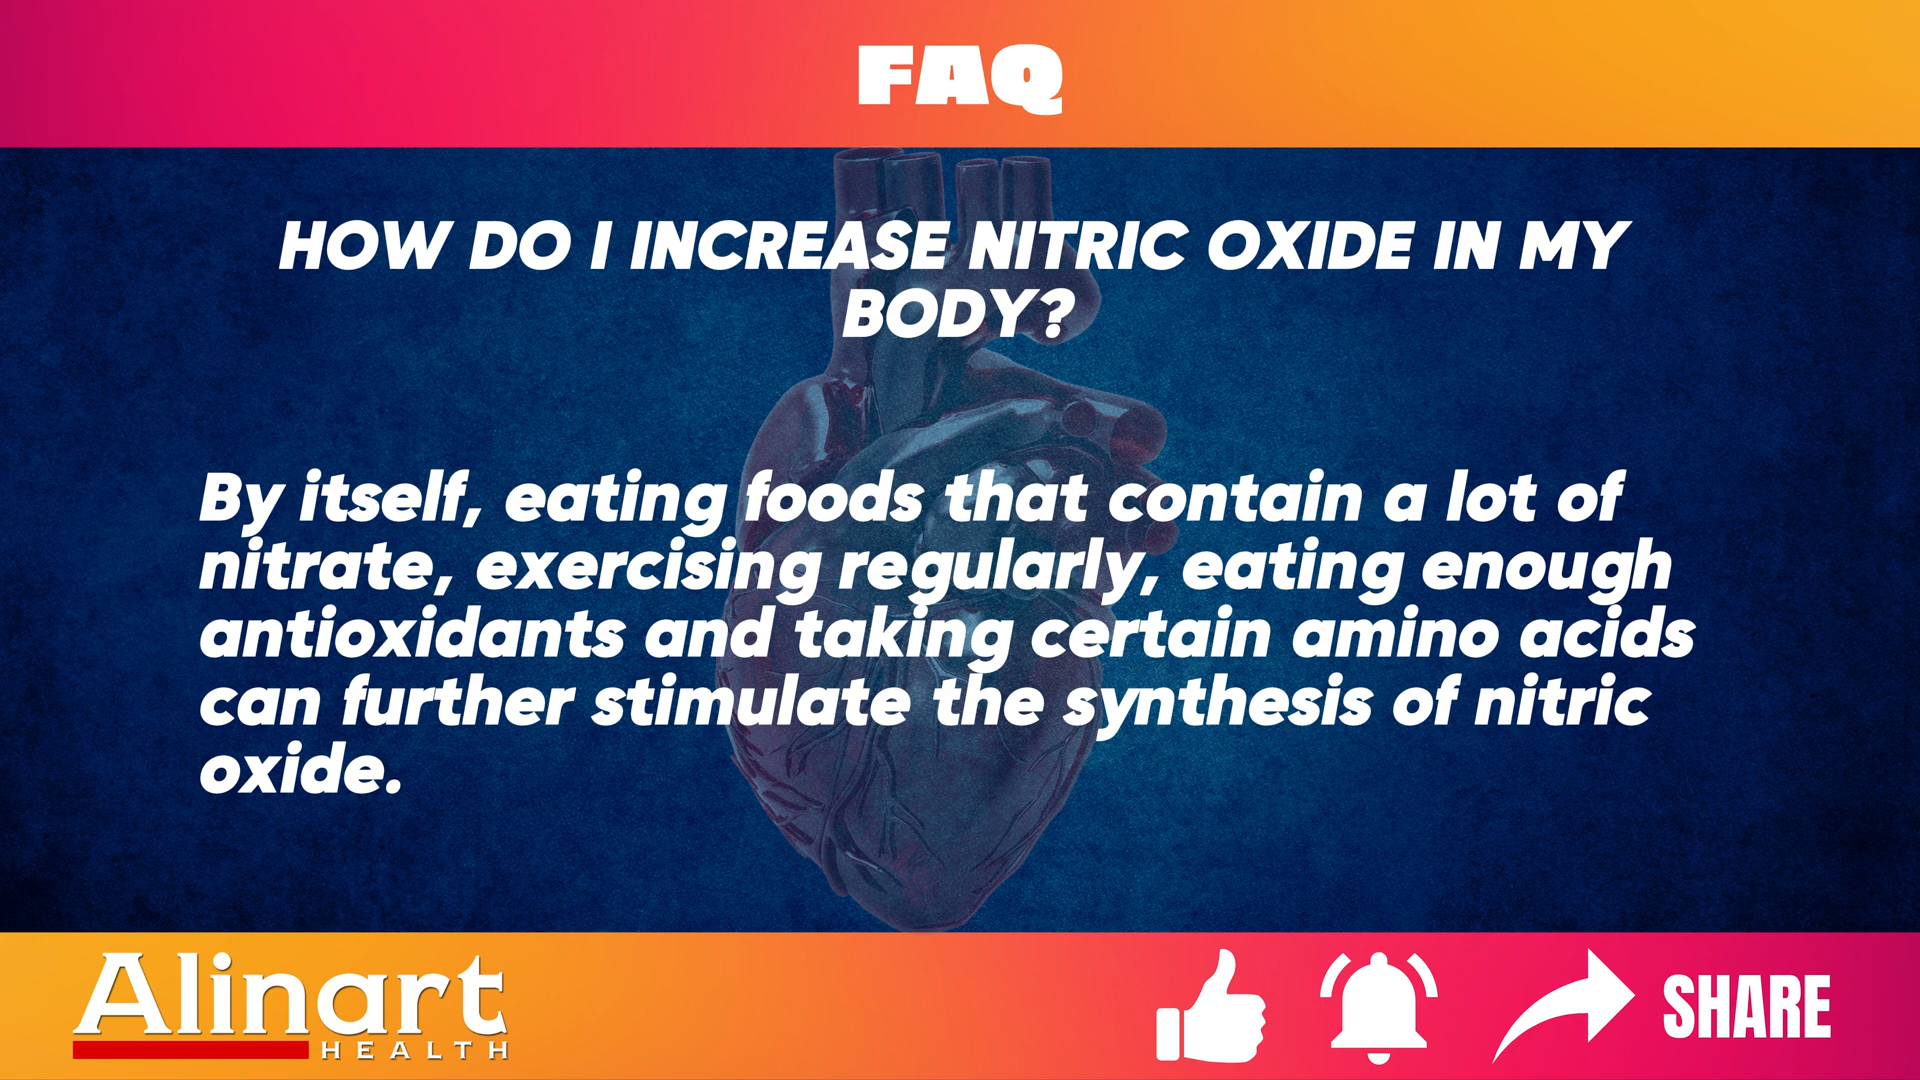 FAQ
HOW DO I INCREASE NITRIC OXIDE IN MY
BODY?
By itself, eating foods that contain a lot of
nitrate, exercising regularly, eating enough
antioxidants and taking certain amino acids
can further stimulate the synthesis of nitric
oxide.
Alinart
HEALTH
SHARE